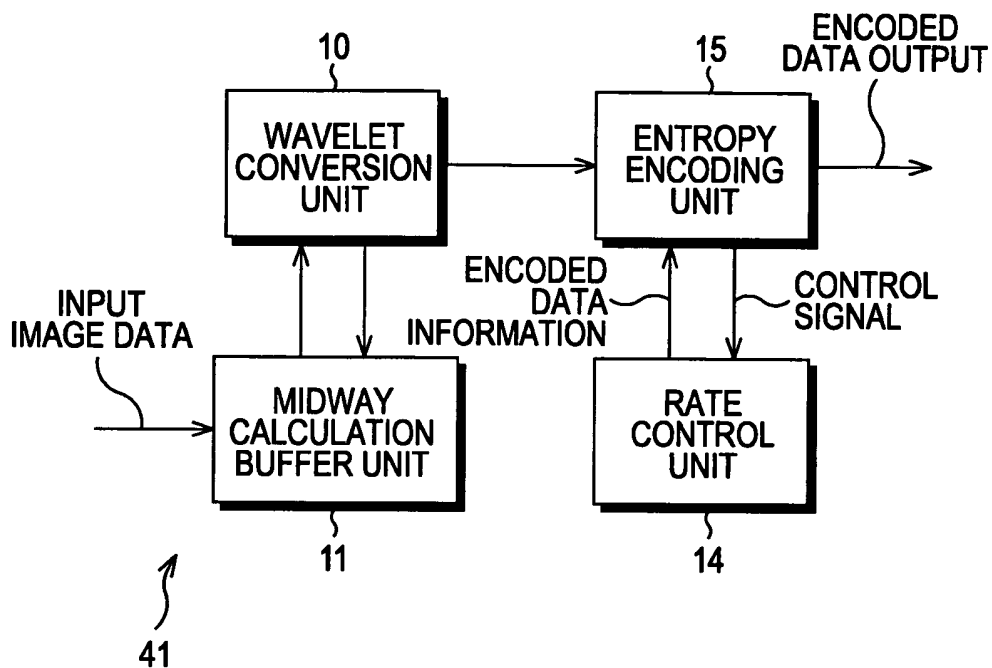 10
WAVELET
CONVERSION
UNIT
15
ENTROPY
ENCODING
UNIT
ENCODED
DATA OUTPUT
INPUT
IMAGE DATA
ENCODED
DATA
INFORMATION
CONTROL
SIGNAL
MIDWAY
CALCULATION
BUFFER UNIT
11
RATE
CONTROL
UNIT
14
41